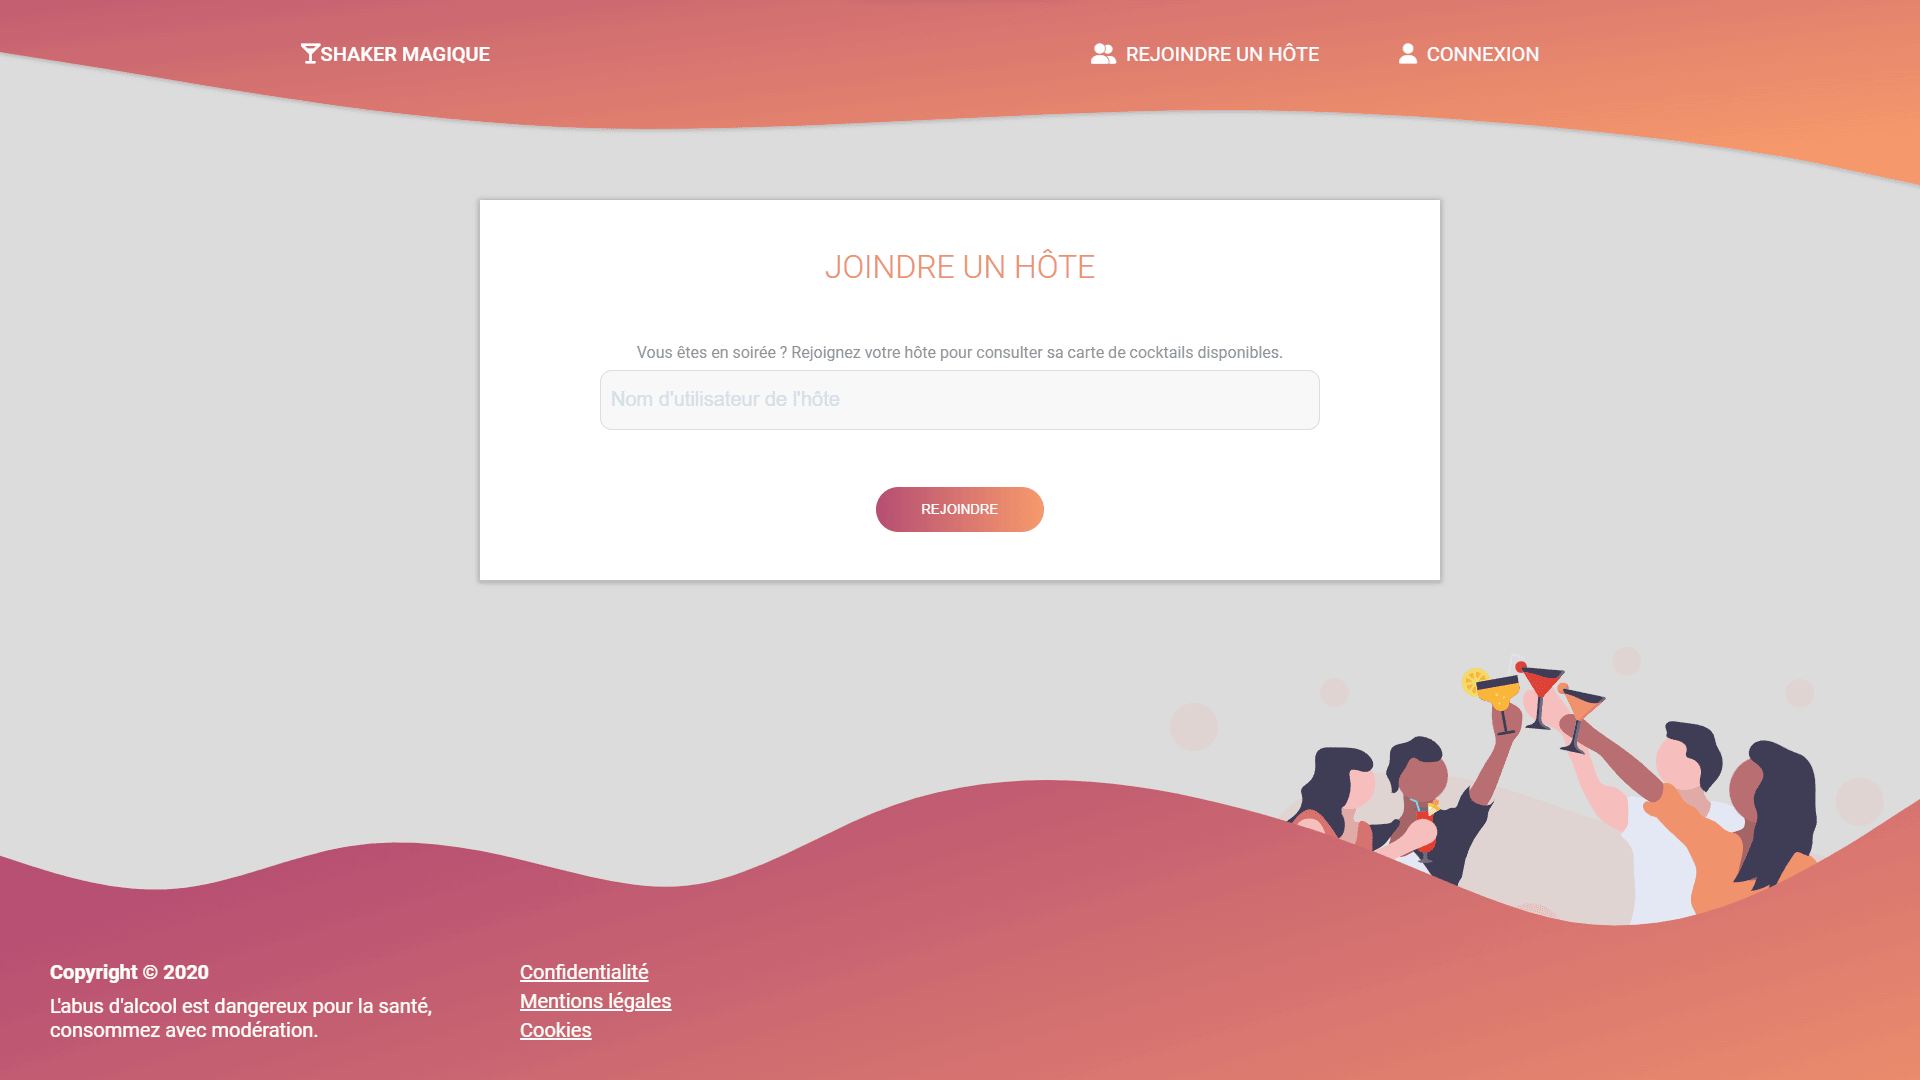 SHAKER MAGIQUE
REJOINDRE UN HÔTE
CONNEXION
JOINDRE UN HÔTE
Vous êtes en soirée ? Rejoignez votre hôte pour consulter sa carte de cocktails disponibles.
Nom d'utilisateur de l'hôte
REJOINDRE
Copyright © 2020
L'abus d'alcool est dangereux pour la santé,
consommez avec modération.
Confidentialité
Mentions légales
Cookies